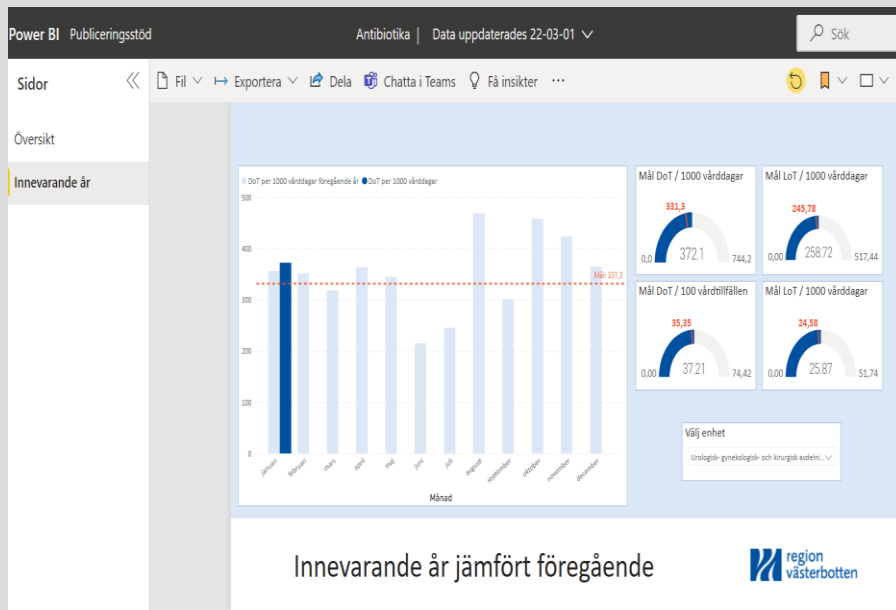 Power BI Publiceringsstöd
Antibiotika | Data uppdaterades 22-03-01
Sök
Sidor
Fil Exportera Dela Chatta i Teams Få insikter ···
Översikt
Innevarande år
DoT per 1000 vårddagar föregående år DoT per 1000 vårddagar
500
400
300
200
100
0
Mål: 331,3
januari februari mars april maj juni juli augusti september oktober november december
Månad
Mål DoT / 1000 vårddagar
331,3
0,0 372.1 744,2
Mål LoT / 1000 vårddagar
245,78
0,00 258.72 517,44
Mål DoT / 100 vårdtillfällen
35,35
0,00 37.21 74,42
Mål LoT / 1000 vårddagar
24,58
0,00 25.87 51,74
Välj enhet
Urologisk- gynekologisk- och kirurgisk avdelni...
Innevarande år jämfört föregående
region
västerbotten